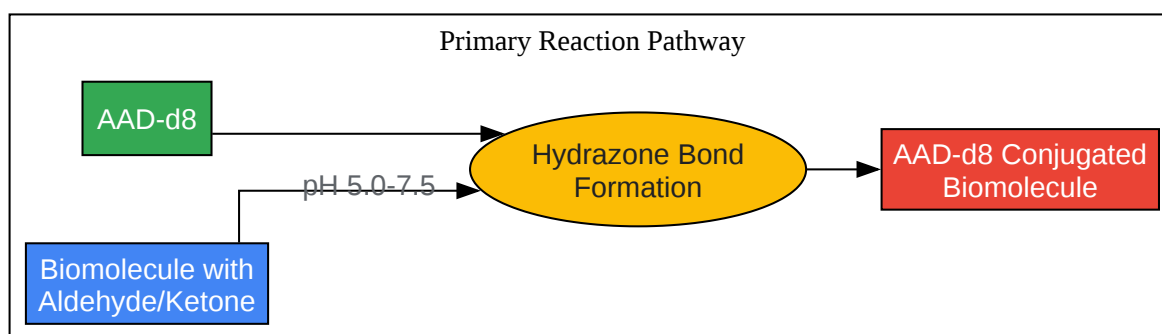 Primary Reaction Pathway
AAD-d8
Hydrazone Bond
Formation
AAD-d8 Conjugated
Biomolecule
pH 5.0-7.5
Biomolecule with
Aldehyde/Ketone